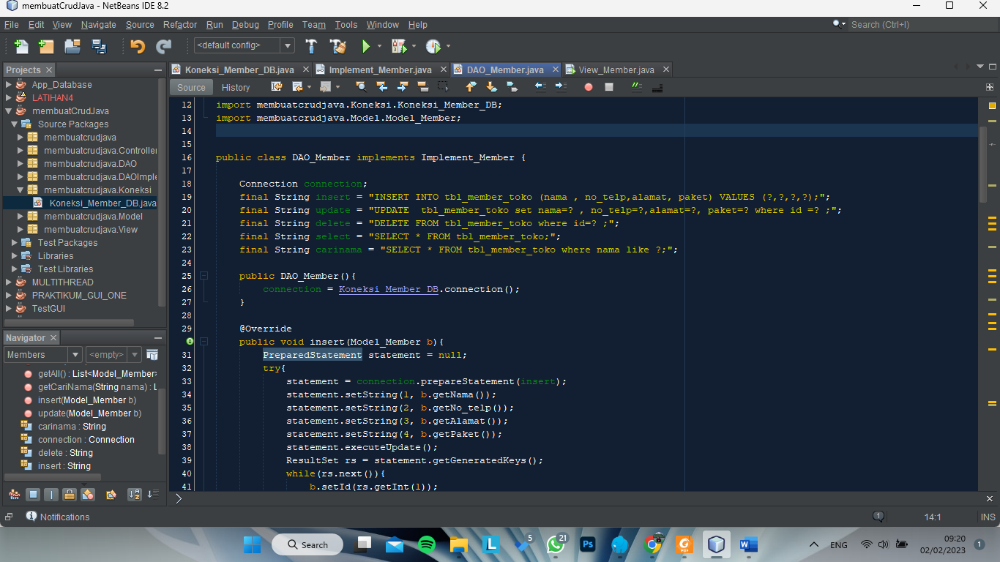 membuatCrudJava - NetBeans IDE 8.2
File Edit View Navigate Source Refactor Run Debug Profile Team Tools Window Help
Search (Ctrl+I)
<default config>
Projects
Koneksi_Member_DB.java Implement_Member.java DAO_Member.java View_Member.java
Source History
App_Database
LATIHAN4
membuatCrudJava
Source Packages
membuatcrudjava
membuatcrudjava.Controller
membuatcrudjava.DAO
membuatcrudjava.DAOImple
membuatcrudjava.Koneksi
Koneksi_Member_DB.java
membuatcrudjava.Model
membuatcrudjava.View
Test Packages
Libraries
Test Libraries
MULTITHREAD
PRAKTIKUM_GUI_ONE
TestGUI
Navigator
Members <empty>
getAll() : List<Model_Member>
getCariNama(String nama) : L
insert(Model_Member b)
update(Model_Member b)
carinama : String
connection : Connection
delete : String
insert : String
12 import membuatcrudjava.Koneksi.Koneksi_Member_DB;
13 import membuatcrudjava.Model.Model_Member;
14
15
16 public class DAO_Member implements Implement_Member {
17
18 Connection connection;
19 final String insert = "INSERT INTO tbl_member_toko (nama , no_telp,alamat, paket) VALUES (?,?,?,?);";
20 final String update = "UPDATE  tbl_member_toko set nama=? , no_telp=?,alamat=?, paket=? where id =? ;";
21 final String delete = "DELETE FROM tbl_member_toko where id=? ;";
22 final String select = "SELECT * FROM tbl_member_toko;";
23 final String carinama = "SELECT * FROM tbl_member_toko where nama like ?;";
24
25 public DAO_Member(){
26 connection = Koneksi_Member_DB.connection();
27 }
28
29 @Override
30 public void insert(Model_Member b){
31 PreparedStatement statement = null;
32 try{
33 statement = connection.prepareStatement(insert);
34 statement.setString(1, b.getNama());
35 statement.setString(2, b.getNo_telp());
36 statement.setString(3, b.getAlamat());
37 statement.setString(4, b.getPaket());
38 statement.executeUpdate();
39 ResultSet rs = statement.getGeneratedKeys();
40 while(rs.next()){
41 b.setId(rs.getInt(1));
Notifications
1
14:1 INS
Search
5
21
Ps
ENG
09:20
02/02/2023
1